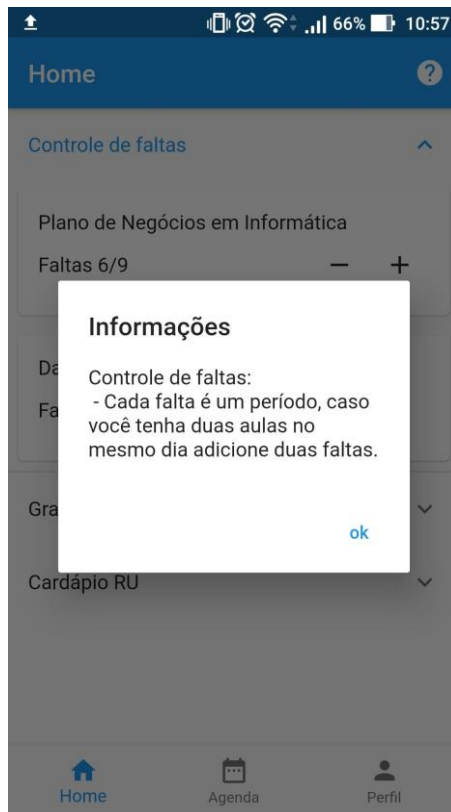 66% 10:57
Home
Controle de faltas
Plano de Negócios em Informática
Faltas 6/9
Informações
Controle de faltas:
- Cada falta é um período, caso
você tenha duas aulas no
mesmo dia adicione duas faltas.
ok
Cardápio RU
Home Agenda Perfil